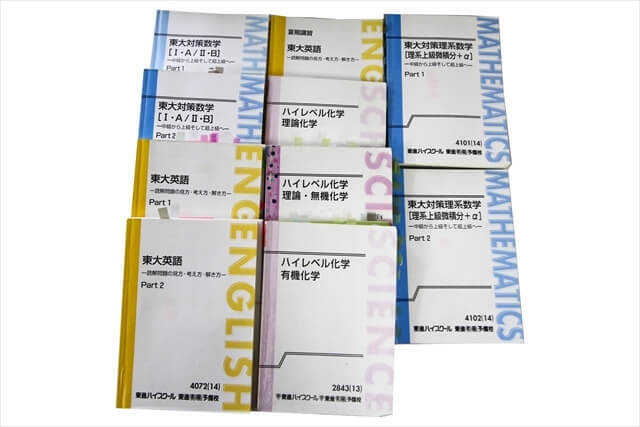 東大対策数学
[Ⅰ・A/Ⅱ・B]
―中級から上級そして超上級へ―
Part 1
MATHEM
東大対策数学
[Ⅰ・A/Ⅱ・B]
―中級から上級そして超上級へ―
Part 2
MATHEM
東大英語
―読解問題の見方・考え方・解き方―
Part 1
ENG
東大英語
―読解問題の見方・考え方・解き方―
Part 2
4072(14)
東進ハイスクール 東進衛星予備校
ENGLISH
夏期講習
東大英語
―読解問題の見方・考え方・解き方―
ENG
ハイレベル化学
理論化学
SCIE
ハイレベル化学
理論・無機化学
SCIE
ハイレベル化学
有機化学
2843(13)
東進ハイスクール 東進衛星予備校
SCIENCE
東大対策理系数学
[理系上級微積分+α]
―中級から上級そして超上級へ―
Part 1
4101(14)
東進ハイスクール 東進衛星予備校
MATHEMATICS
東大対策理系数学
[理系上級微積分+α]
―中級から上級そして超上級へ―
Part 2
4102(14)
東進ハイスクール 東進衛星予備校
MATHEMATICS